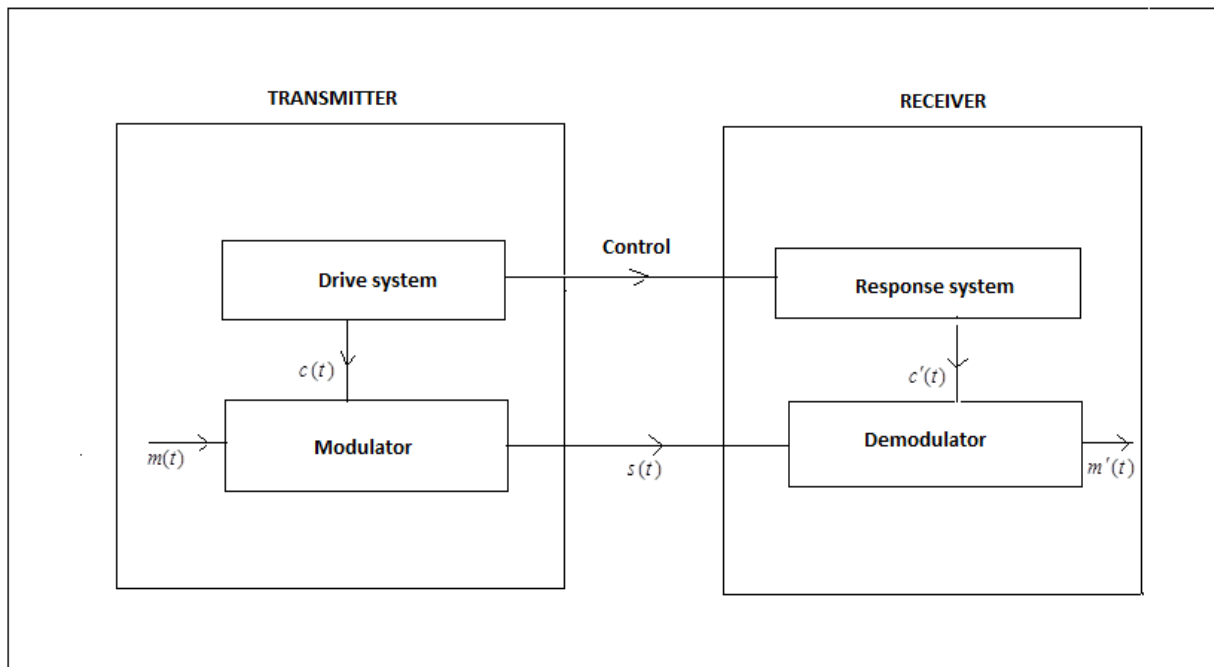 TRANSMITTER
RECEIVER
Control
Drive system
Response system
c(t)
c′(t)
Modulator
Demodulator
m(t)
s(t)
m′(t)